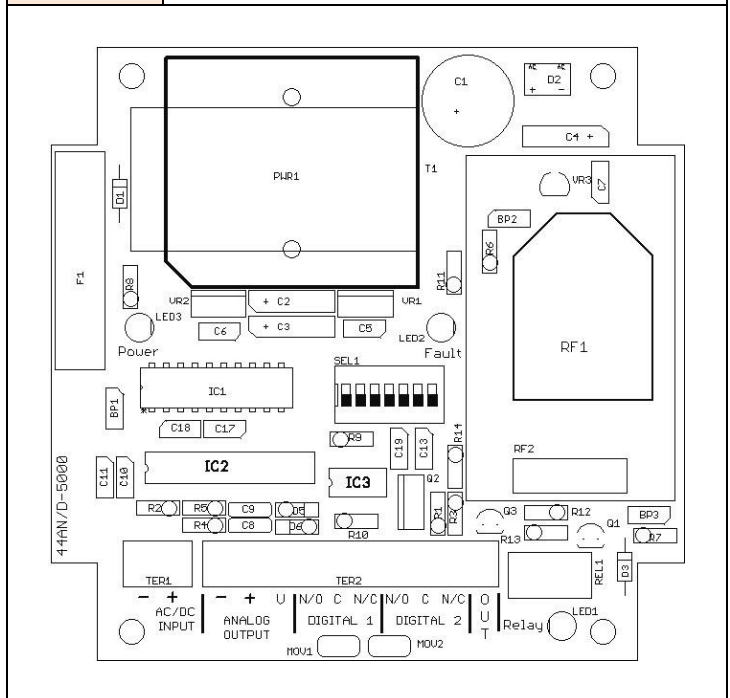 C1
AC AC
D2
+ -
+
C4 +
PWR1
T1
VR3
C7
D1
BP2
R6
F1
R8
R11
VR2
+ C2
VR1
LED3
C6
+ C3
C5
LED2
Power
Fault
RF1
SEL1
IC1
BP1
C18
C17
R9
C19
C13
R14
RF2
C11
C10
IC2
IC3
Q2
44AN/D-5000
R2
R5
C9
D5
R4
C8
D6
R10
R1
R3
Q3
R12
R13
Q1
BP3
R7
TER1
TER2
REL1
D3
- +
- +
U
N/O C N/C
N/O C N/C
OUT
AC/DC
INPUT
ANALOG
OUTPUT
DIGITAL 1
DIGITAL 2
Relay
LED1
MOV1
MOV2